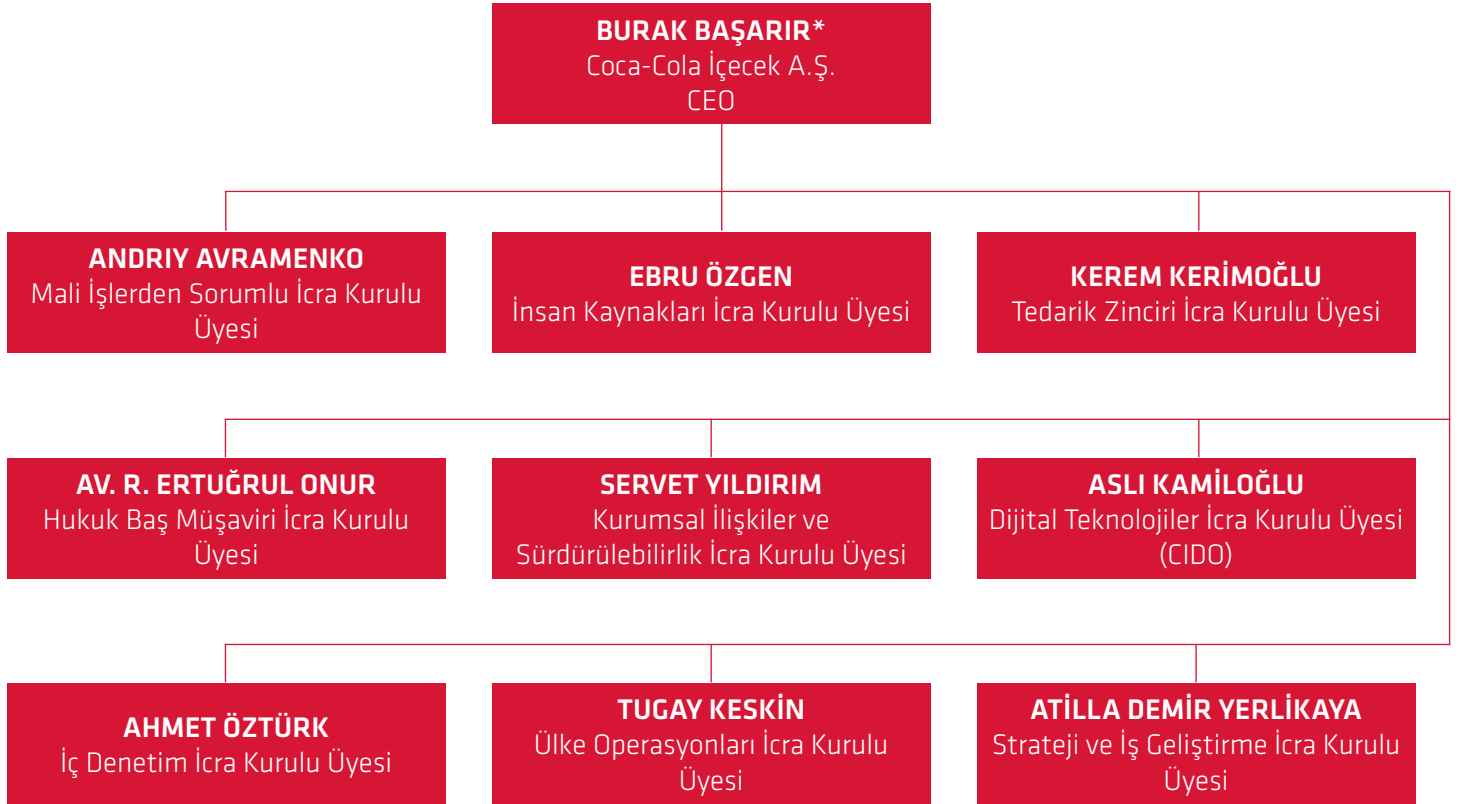 BURAK BAŞARIR*
Coca-Cola İçecek A.Ş.
CEO
ANDRIY AVRAMENKO
Mali İşlerden Sorumlu İcra Kurulu
Üyesi
EBRU ÖZGEN
İnsan Kaynakları İcra Kurulu Üyesi
KEREM KERİMOĞLU
Tedarik Zinciri İcra Kurulu Üyesi
AV. R. ERTUĞRUL ONUR
Hukuk Baş Müşaviri İcra Kurulu
Üyesi
SERVET YILDIRIM
Kurumsal İlişkiler ve
Sürdürülebilirlik İcra Kurulu Üyesi
ASLI KAMİLOĞLU
Dijital Teknolojiler İcra Kurulu Üyesi
(CIDO)
AHMET ÖZTÜRK
İç Denetim İcra Kurulu Üyesi
TUGAY KESKİN
Ülke Operasyonları İcra Kurulu
Üyesi
ATİLLA DEMİR YERLİKAYA
Strateji ve İş Geliştirme İcra Kurulu
Üyesi